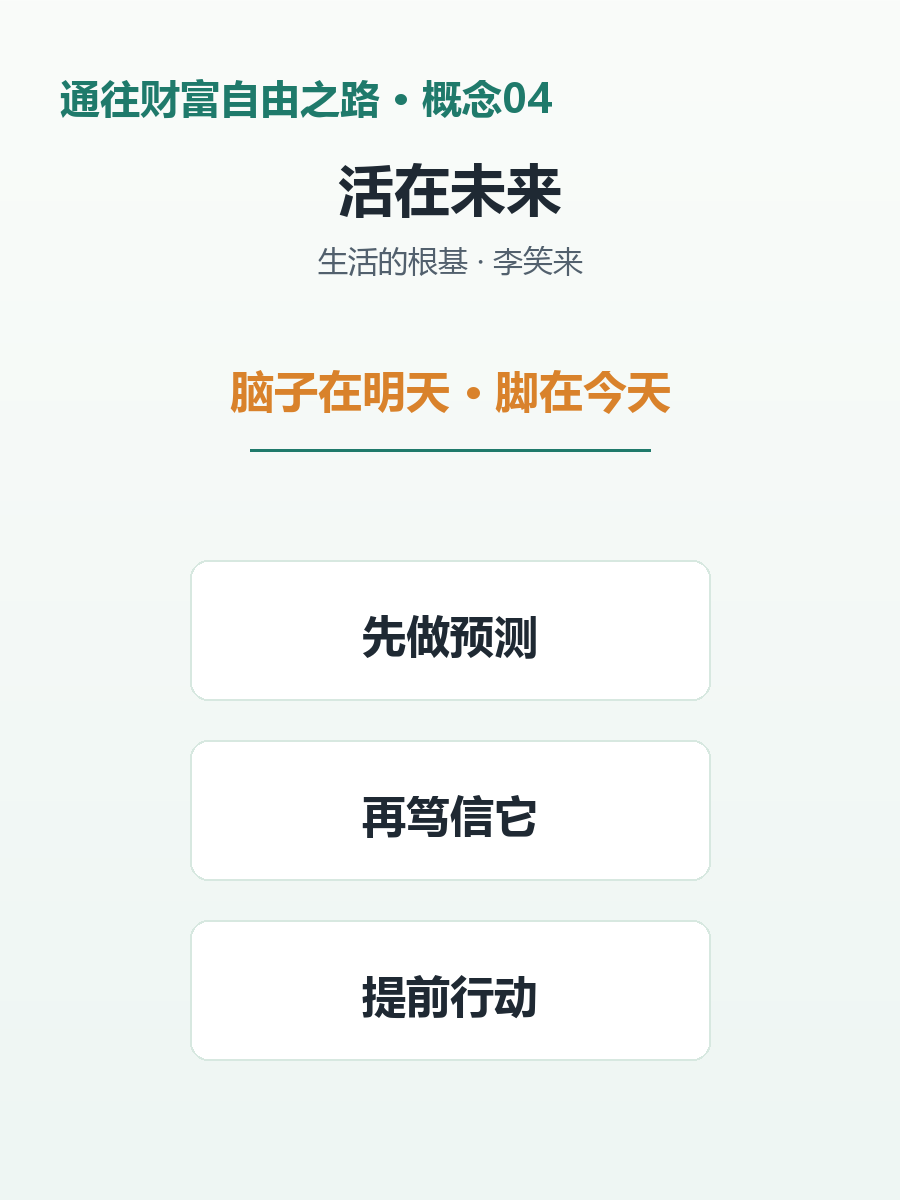 通往财富自由之路 • 概念04
活在未来
生活的根基 · 李笑来
脑子在明天 • 脚在今天
先做预测
再笃信它
提前行动